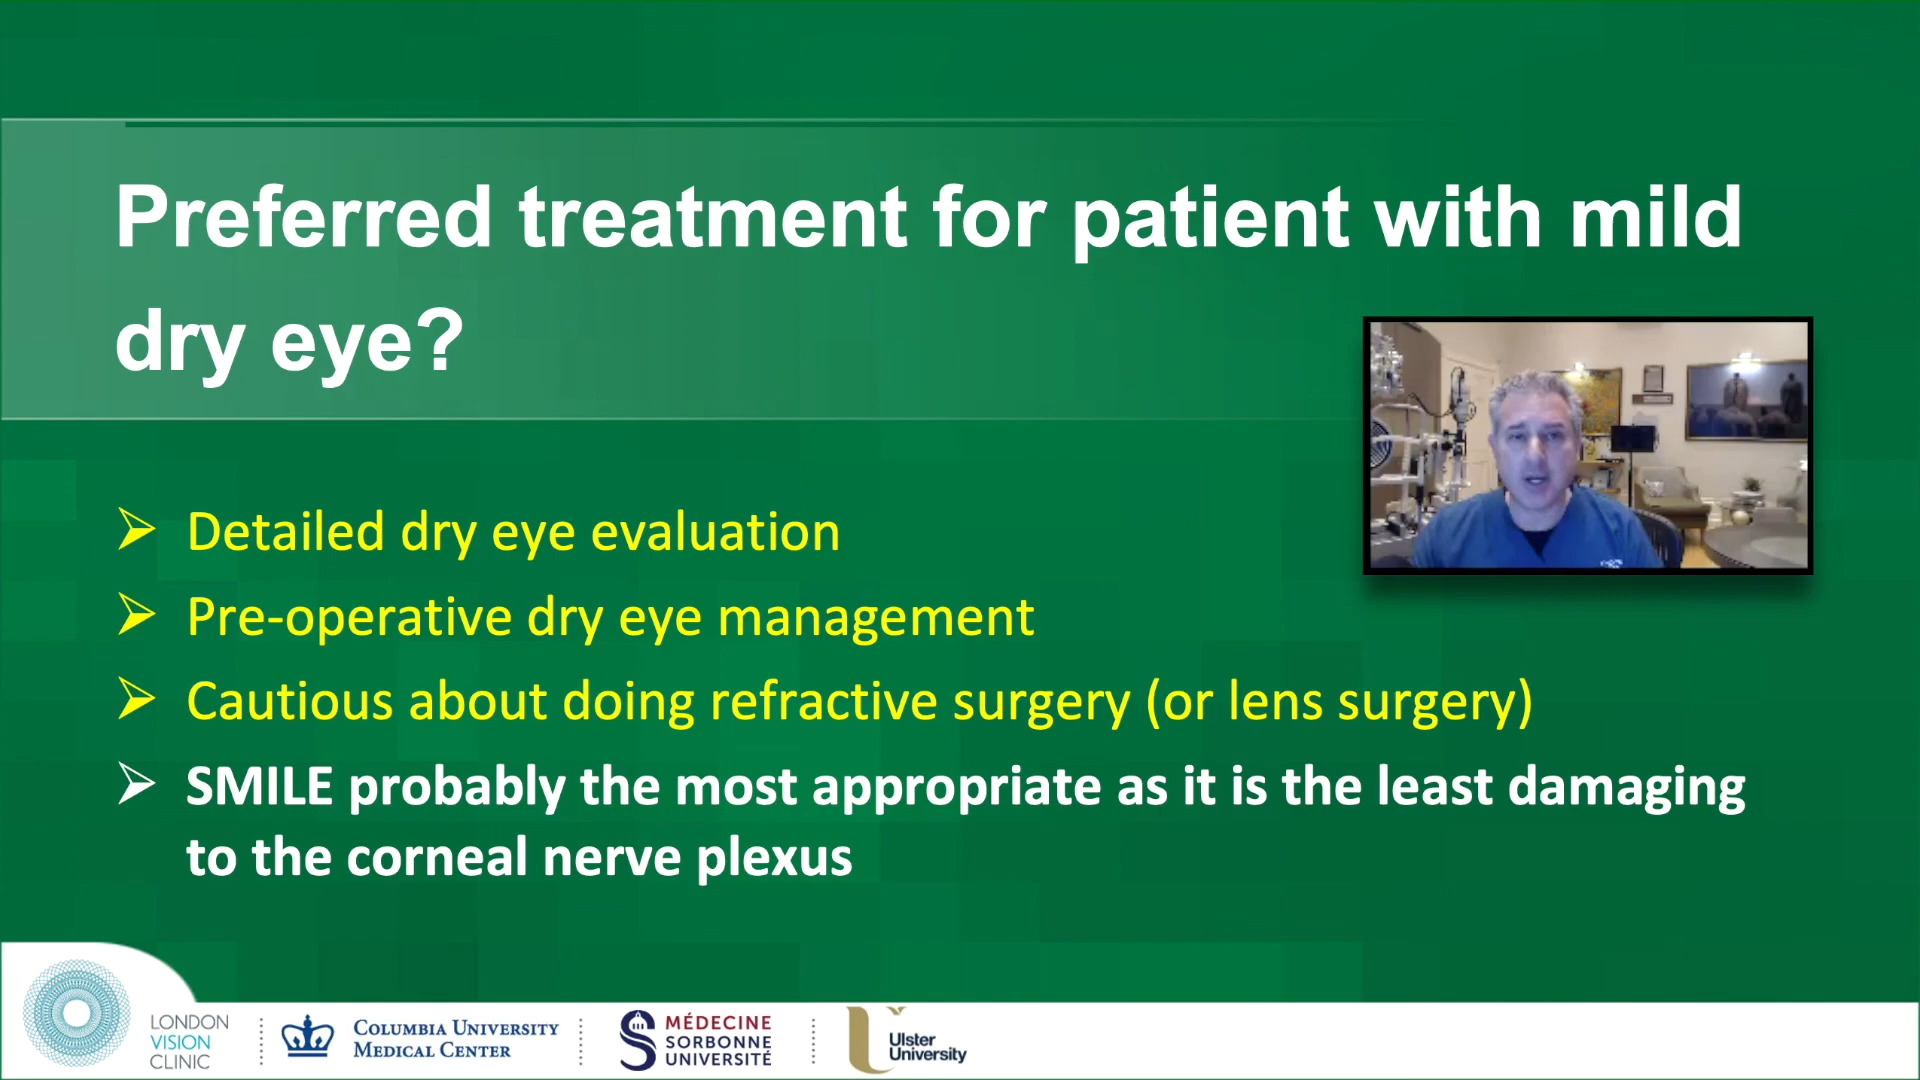 Preferred treatment for patient with mild
dry eye?
Detailed dry eye evaluation
Pre-operative dry eye management
Cautious about doing refractive surgery (or lens surgery)
SMILE probably the most appropriate as it is the least damaging
to the corneal nerve plexus
LONDON
VISION
CLINIC
COLUMBIA UNIVERSITY
MEDICAL CENTER
MÉDECINE
SORBONNE
UNIVERSITÉ
Ulster
University